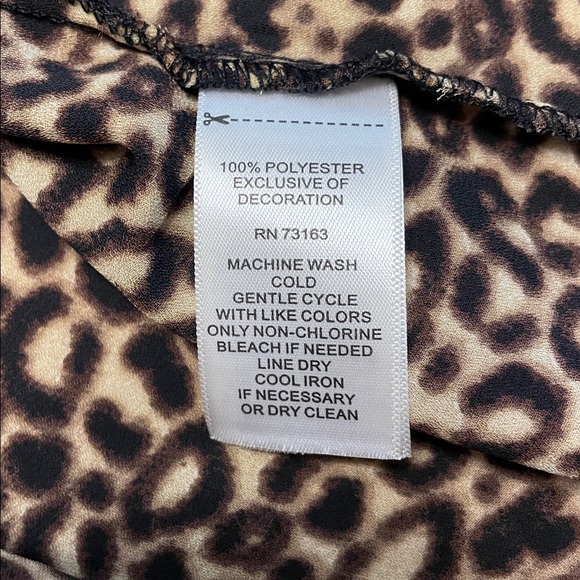 100% POLYESTER
EXCLUSIVE OF
DECORATION
RN 73163
MACHINE WASH
COLD
GENTLE CYCLE
WITH LIKE COLORS
ONLY NON-CHLORINE
BLEACH IF NEEDED
LINE DRY
COOL IRON
IF NECESSARY
OR DRY CLEAN